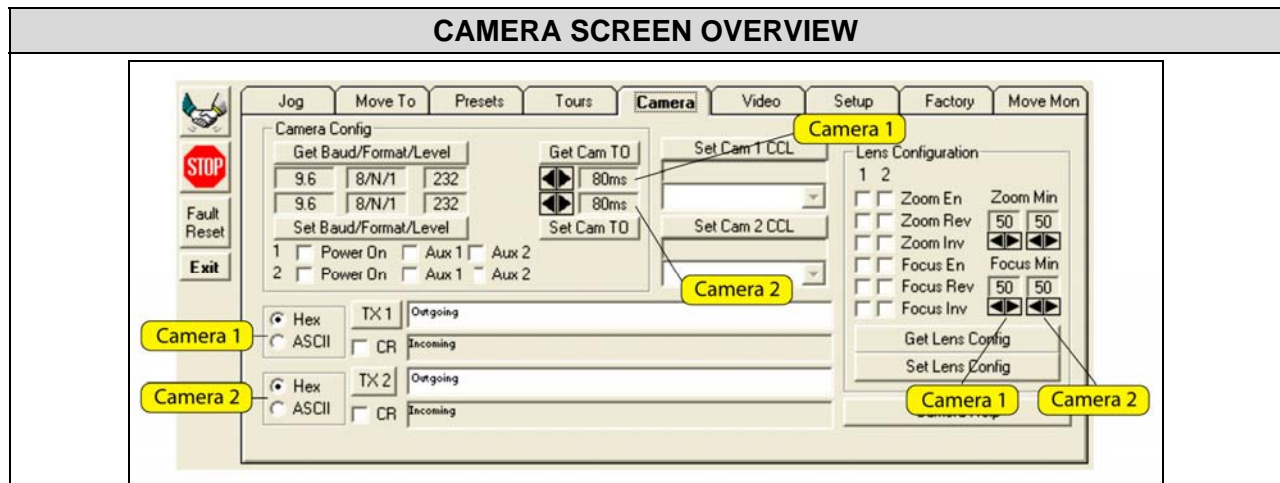 CAMERA SCREEN OVERVIEW
Jog Move To Presets Tours Camera Video Setup Factory Move Mon
STOP
Fault
Reset
Exit
Camera Config
Get Baud/Format/Level Get Cam TO
9.6 8/N/1 232 80ms
9.6 8/N/1 232 80ms
Set Baud/Format/Level Set Cam TO
1 Power On Aux 1 Aux 2
2 Power On Aux 1 Aux 2
Camera 1
Set Cam 1 CCL
Set Cam 2 CCL
Camera 2
Lens Configuration
1 2
Zoom En Zoom Min
Zoom Rev 50 50
Zoom Inv
Focus En Focus Min
Focus Rev 50 50
Focus Inv
Get Lens Config
Set Lens Config
Camera 1 Camera 2
Camera 1
Hex TX 1 Outgoing
ASCII CR Incoming
Camera 2
Hex TX 2 Outgoing
ASCII CR Incoming